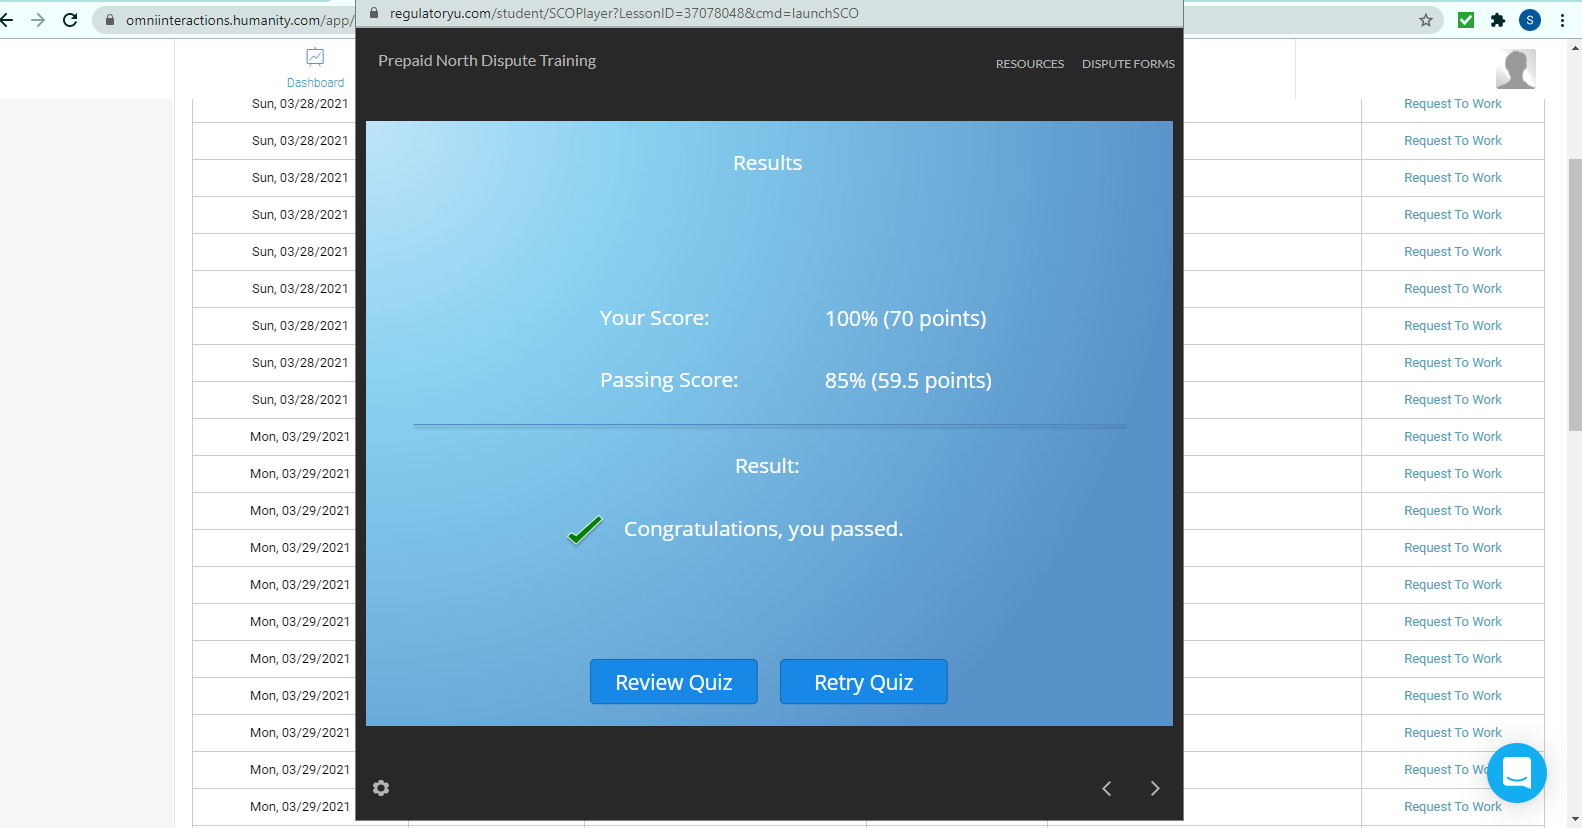 omniinteractions.humanity.com/app/
regulatoryu.com/student/SCOPlayer?LessonID=37078048&cmd=launchSCO
S
Dashboard
Prepaid North Dispute Training
RESOURCES
DISPUTE FORMS
Sun, 03/28/2021 Request To Work
Sun, 03/28/2021 Request To Work
Sun, 03/28/2021 Request To Work
Sun, 03/28/2021 Request To Work
Sun, 03/28/2021 Request To Work
Sun, 03/28/2021 Request To Work
Sun, 03/28/2021 Request To Work
Sun, 03/28/2021 Request To Work
Sun, 03/28/2021 Request To Work
Mon, 03/29/2021 Request To Work
Mon, 03/29/2021 Request To Work
Mon, 03/29/2021 Request To Work
Mon, 03/29/2021 Request To Work
Mon, 03/29/2021 Request To Work
Mon, 03/29/2021 Request To Work
Mon, 03/29/2021 Request To Work
Mon, 03/29/2021 Request To Work
Mon, 03/29/2021 Request To Work
Mon, 03/29/2021 Request To
Mon, 03/29/2021 Request To Work
Results
Your Score: 100% (70 points)
Passing Score: 85% (59.5 points)
Result:
Congratulations, you passed.
Review Quiz
Retry Quiz